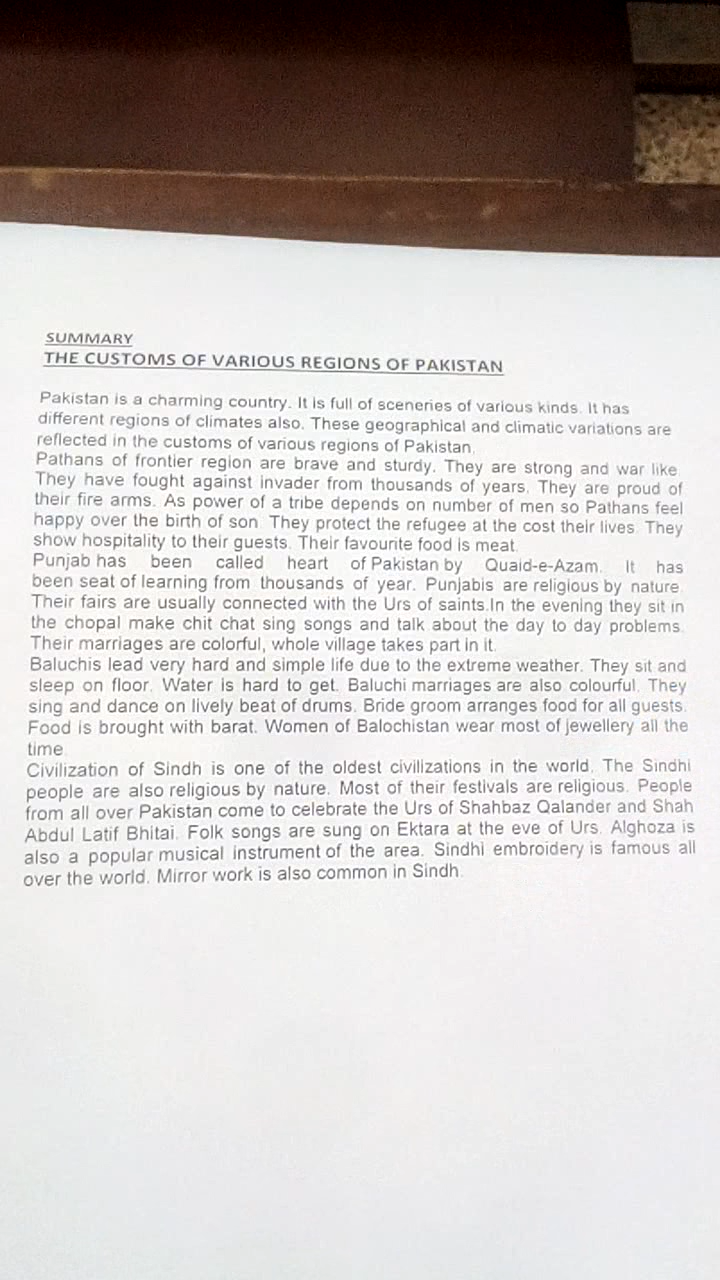 SUMMARY
THE CUSTOMS OF VARIOUS REGIONS OF PAKISTAN
Pakistan is a charming country. It is full of sceneries of various kinds. It has
different regions of climates also. These geographical and climatic variations are
reflected in the customs of various regions of Pakistan.
Pathans of frontier region are brave and sturdy. They are strong and war like.
They have fought against invader from thousands of years. They are proud of
their fire arms. As power of a tribe depends on number of men so Pathans feel
happy over the birth of son. They protect the refugee at the cost their lives. They
show hospitality to their guests. Their favourite food is meat.
Punjab has been called heart of Pakistan by Quaid-e-Azam. It has
been seat of learning from thousands of year. Punjabis are religious by nature.
Their fairs are usually connected with the Urs of saints.In the evening they sit in
the chopal make chit chat sing songs and talk about the day to day problems.
Their marriages are colorful, whole village takes part in it.
Baluchis lead very hard and simple life due to the extreme weather. They sit and
sleep on floor. Water is hard to get. Baluchi marriages are also colourful. They
sing and dance on lively beat of drums. Bride groom arranges food for all guests.
Food is brought with barat. Women of Balochistan wear most of jewellery all the
time.
Civilization of Sindh is one of the oldest civilizations in the world. The Sindhi
people are also religious by nature. Most of their festivals are religious. People
from all over Pakistan come to celebrate the Urs of Shahbaz Qalander and Shah
Abdul Latif Bhitai. Folk songs are sung on Ektara at the eve of Urs. Alghoza is
also a popular musical instrument of the area. Sindhi embroidery is famous all
over the world. Mirror work is also common in Sindh.